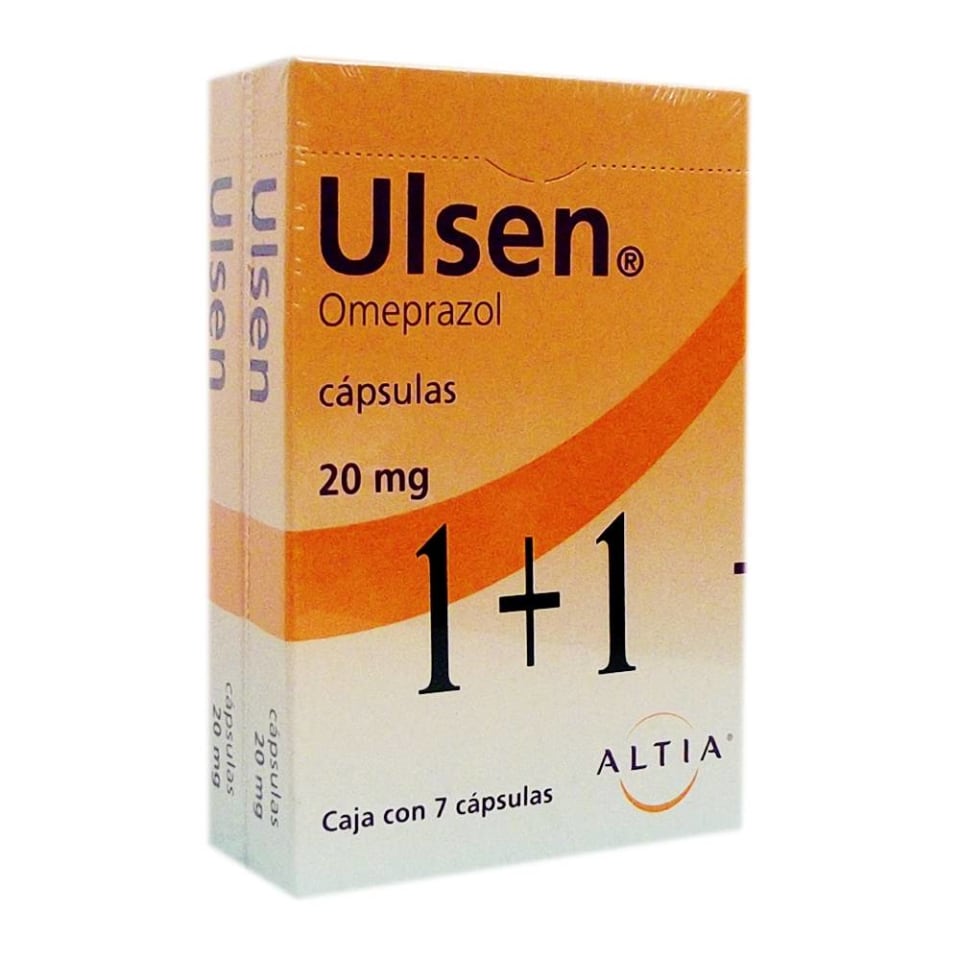 Ulsen®
Omeprazol
cápsulas
20 mg
1+1
ALTIA®
Caja con 7 cápsulas
Ulsen
cápsulas
20 mg
Ulsen
cápsulas
20 mg